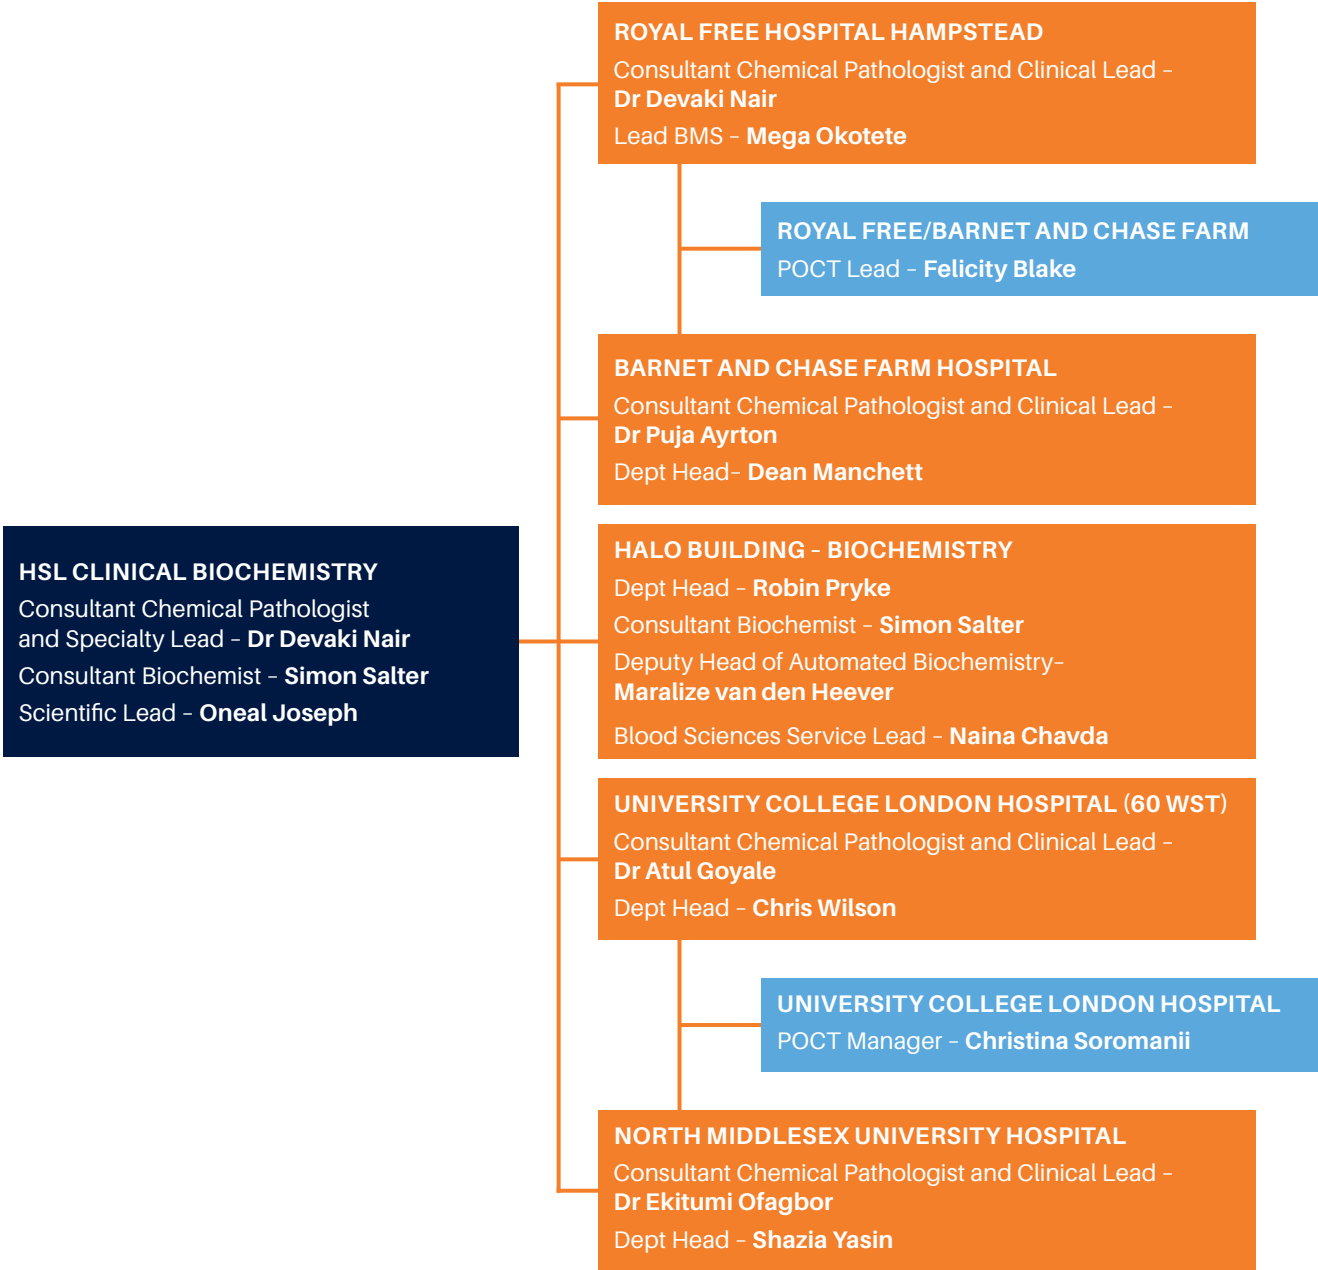 ROYAL FREE HOSPITAL HAMPSTEAD
Consultant Chemical Pathologist and Clinical Lead –
Dr Devaki Nair
Lead BMS – Mega Okotete
ROYAL FREE/BARNET AND CHASE FARM
POCT Lead – Felicity Blake
BARNET AND CHASE FARM HOSPITAL
Consultant Chemical Pathologist and Clinical Lead –
Dr Puja Ayrton
Dept Head– Dean Manchett
HSL CLINICAL BIOCHEMISTRY
Consultant Chemical Pathologist
and Specialty Lead – Dr Devaki Nair
Consultant Biochemist – Simon Salter
Scientific Lead – Oneal Joseph
HALO BUILDING – BIOCHEMISTRY
Dept Head – Robin Pryke
Consultant Biochemist – Simon Salter
Deputy Head of Automated Biochemistry–
Maralize van den Heever
Blood Sciences Service Lead – Naina Chavda
UNIVERSITY COLLEGE LONDON HOSPITAL (60 WST)
Consultant Chemical Pathologist and Clinical Lead –
Dr Atul Goyale
Dept Head – Chris Wilson
UNIVERSITY COLLEGE LONDON HOSPITAL
POCT Manager – Christina Soromanii
NORTH MIDDLESEX UNIVERSITY HOSPITAL
Consultant Chemical Pathologist and Clinical Lead –
Dr Ekitumi Ofagbor
Dept Head – Shazia Yasin